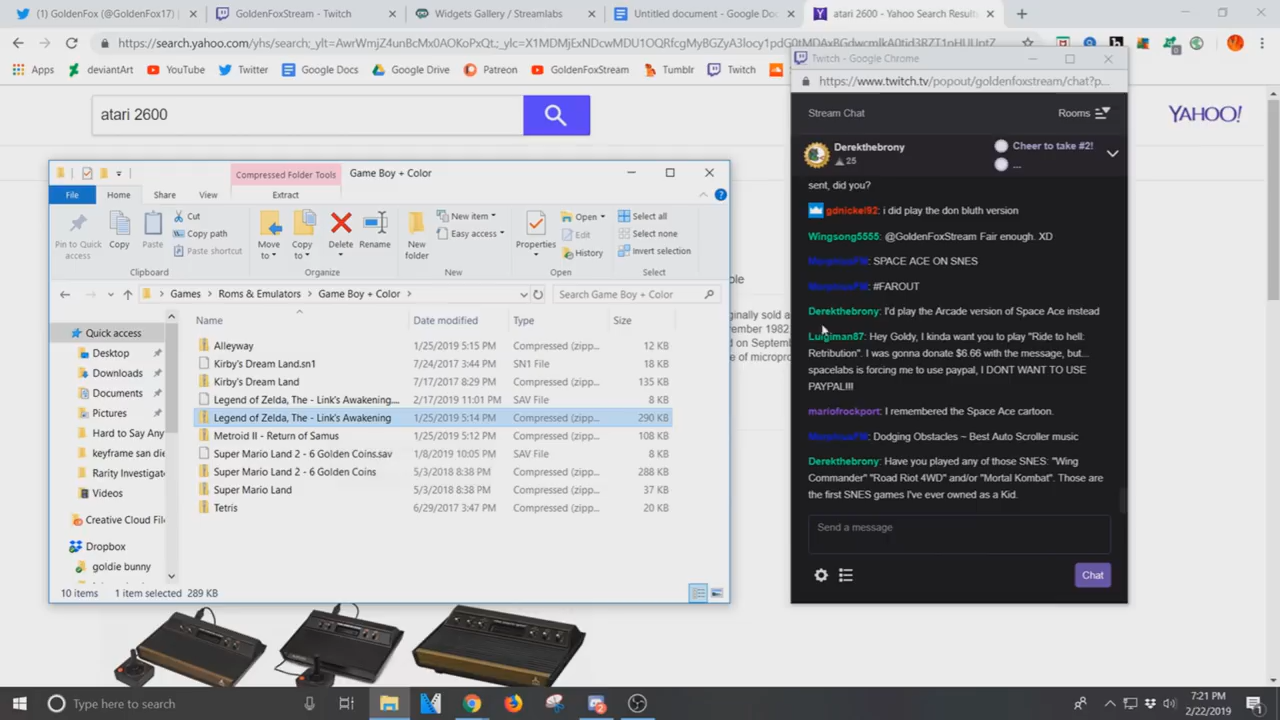 GoldenFox (@GoldenFox17)
GoldenFoxStream - Twitch
Widgets Gallery / Streamlabs
Untitled document - Google Doc
atari 2600 - Yahoo Search Result
Apps
deviantArt
YouTube
Twitter
Google Docs
Google Drive
Patreon
GoldenFoxStream
Tumblr
Twitch
atari 2600
YAHOO!
Compressed Folder Tools
Game Boy + Color
File
Home
Share
View
Extract
Pin to Quick access
Copy
Paste
Cut
Copy path
Paste shortcut
Clipboard
Move to
Copy to
Delete
Rename
Organize
New folder
New item
Easy access
New
Properties
Open
Edit
History
Open
Select all
Select none
Invert selection
Select
Games
Roms & Emulators
Game Boy + Color
Search Game Boy + Color
Name Date modified Type Size
Alleyway 1/25/2019 5:15 PM Compressed (zipp... 12 KB
Kirby's Dream Land.sn1 7/24/2017 3:44 PM SN1 File 18 KB
Kirby's Dream Land 7/17/2017 8:29 PM Compressed (zipp... 135 KB
Legend of Zelda, The - Link's Awakening.... 2/17/2019 11:01 PM SAV File 8 KB
Legend of Zelda, The - Link's Awakening 1/25/2019 5:14 PM Compressed (zipp... 290 KB
Metroid II - Return of Samus 1/25/2019 5:12 PM Compressed (zipp... 108 KB
Super Mario Land 2 - 6 Golden Coins.sav 1/8/2019 10:05 PM SAV File 8 KB
Super Mario Land 2 - 6 Golden Coins 5/3/2018 8:38 PM Compressed (zipp... 288 KB
Super Mario Land 5/3/2018 8:38 PM Compressed (zipp... 37 KB
Tetris 6/29/2017 3:47 PM Compressed (zipp... 20 KB
Quick access
Desktop
Downloads
Documents
Pictures
Hard to Say Any
keyframe san die
Rarity Investigat
Videos
Creative Cloud File
Dropbox
goldie bunny
10 items 1 item selected 289 KB
Twitch - Google Chrome
https://www.twitch.tv/popout/goldenfoxstream/chat?p...
Stream Chat
Rooms
Derekthebrony
25
Cheer to take #2!
...
sent, did you?
gdnickel92: i did play the don bluth version
Wingsong5555: @GoldenFoxStream Fair enough. XD
SPACE ACE ON SNES
#FAROUT
Derekthebrony: I'd play the Arcade version of Space Ace instead
Luigiman87: Hey Goldy, I kinda want you to play "Ride to hell:
Retribution". I was gonna donate $6.66 with the message, but...
spacelabs is forcing me to use paypal, I DONT WANT TO USE
PAYPAL!!!
mariofrockport: I remembered the Space Ace cartoon.
Dodging Obstacles ~ Best Auto Scroller music
Derekthebrony: Have you played any of those SNES: "Wing
Commander" "Road Riot 4WD" and/or "Mortal Kombat". Those are
the first SNES games I've ever owned as a Kid.
Send a message
Chat
Type here to search
7:21 PM
2/22/2019